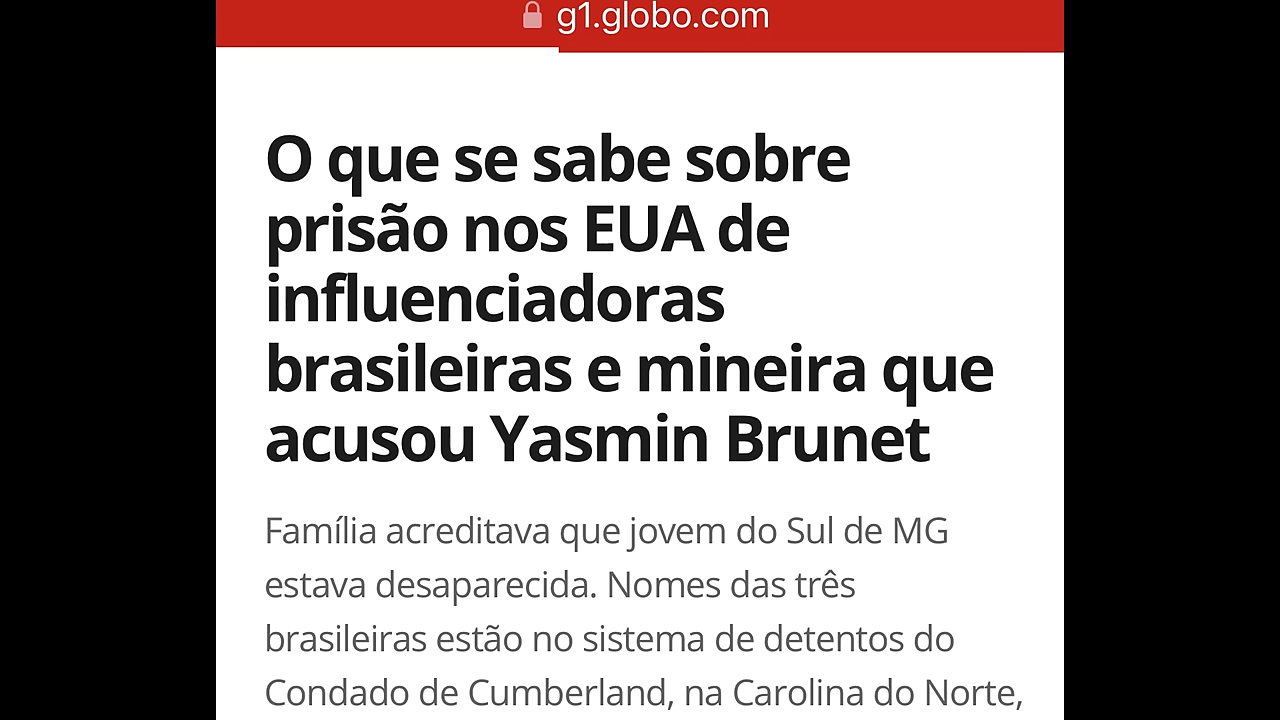 g1.globo.com
O que se sabe sobre
prisão nos EUA de
influenciadoras
brasileiras e mineira que
acusou Yasmin Brunet
Família acreditava que jovem do Sul de MG
estava desaparecida. Nomes das três
brasileiras estão no sistema de detentos do
Condado de Cumberland, na Carolina do Norte,